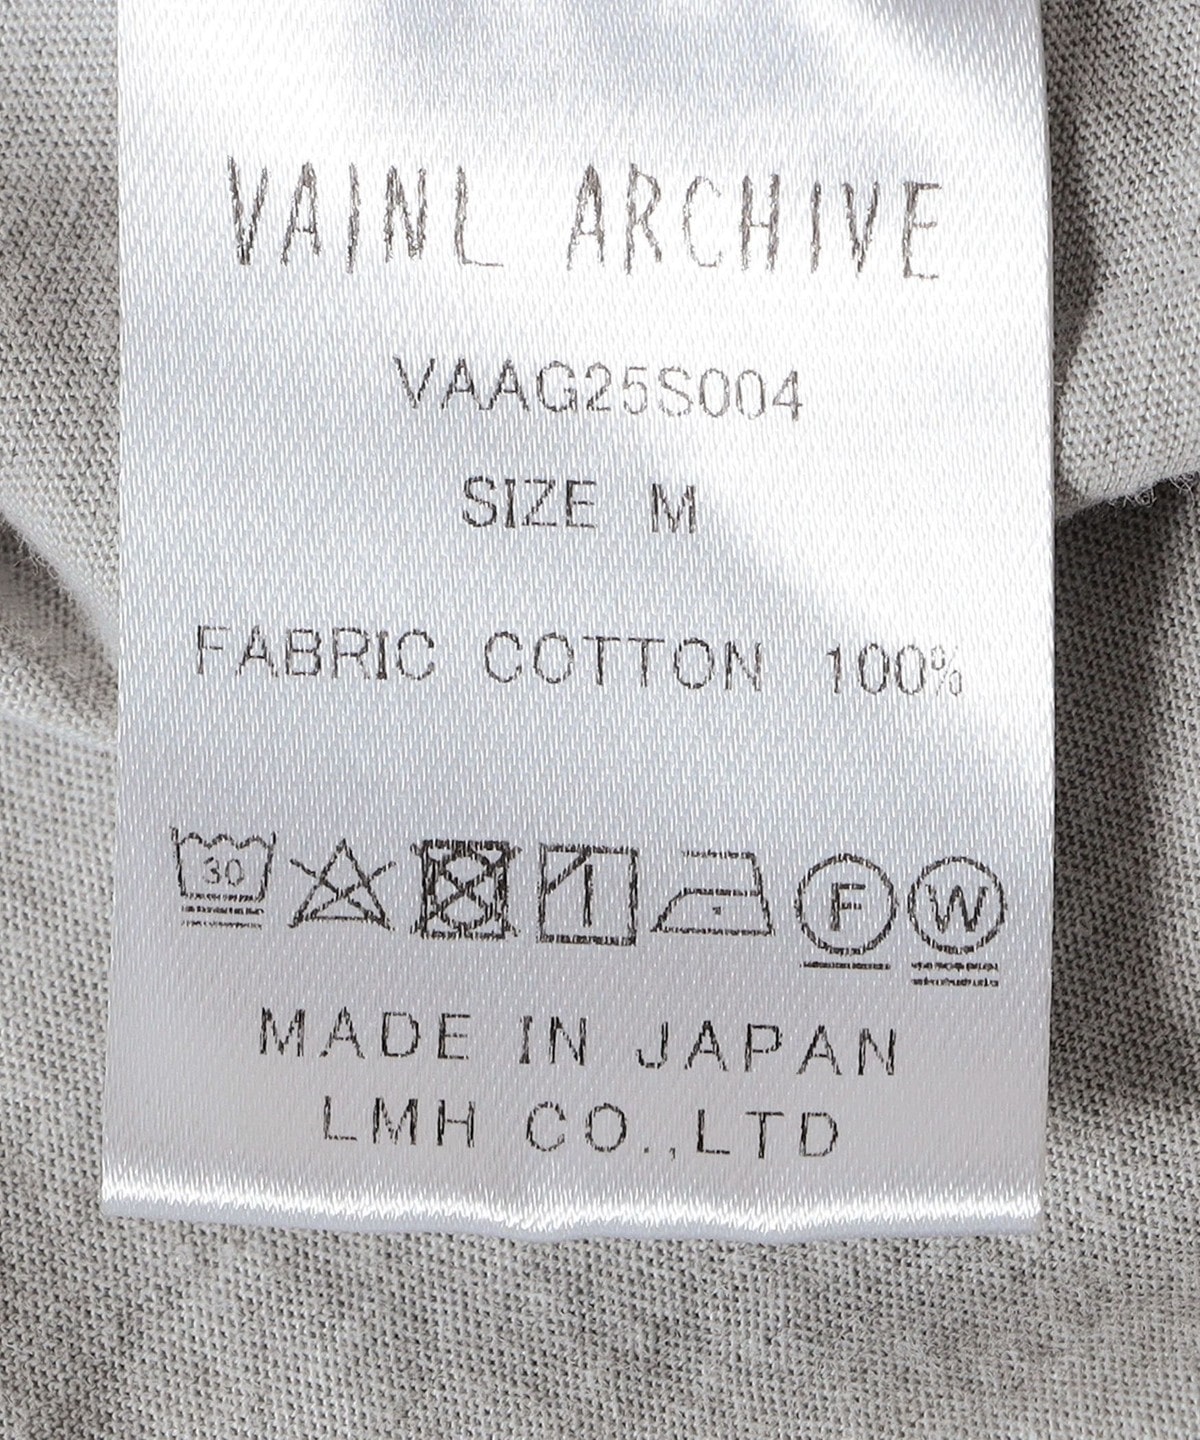 VAINL ARCHIVE
VAAG25S004
SIZE M
FABRIC COTTON 100%
30 F W
MADE IN JAPAN
LMH CO.,LTD